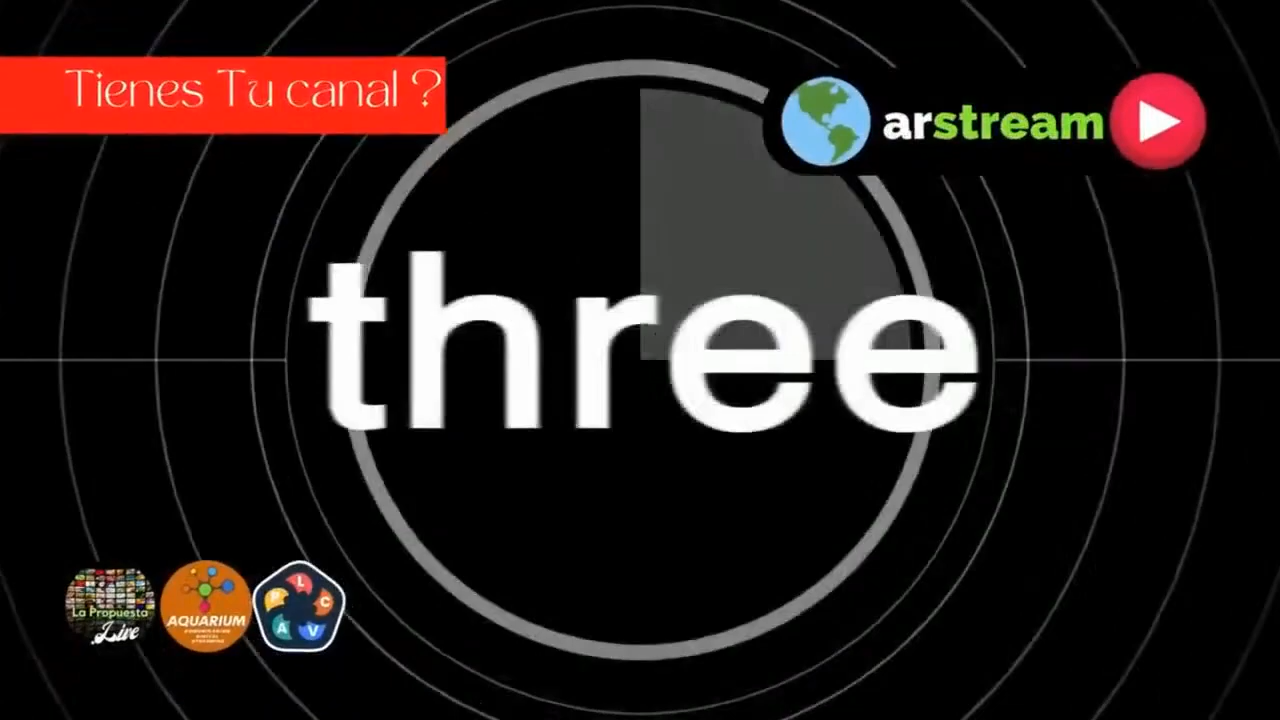 Tienes Tu canal ?
arstream
three
La Propuesta
Live
AQUARIUM
P L C V A